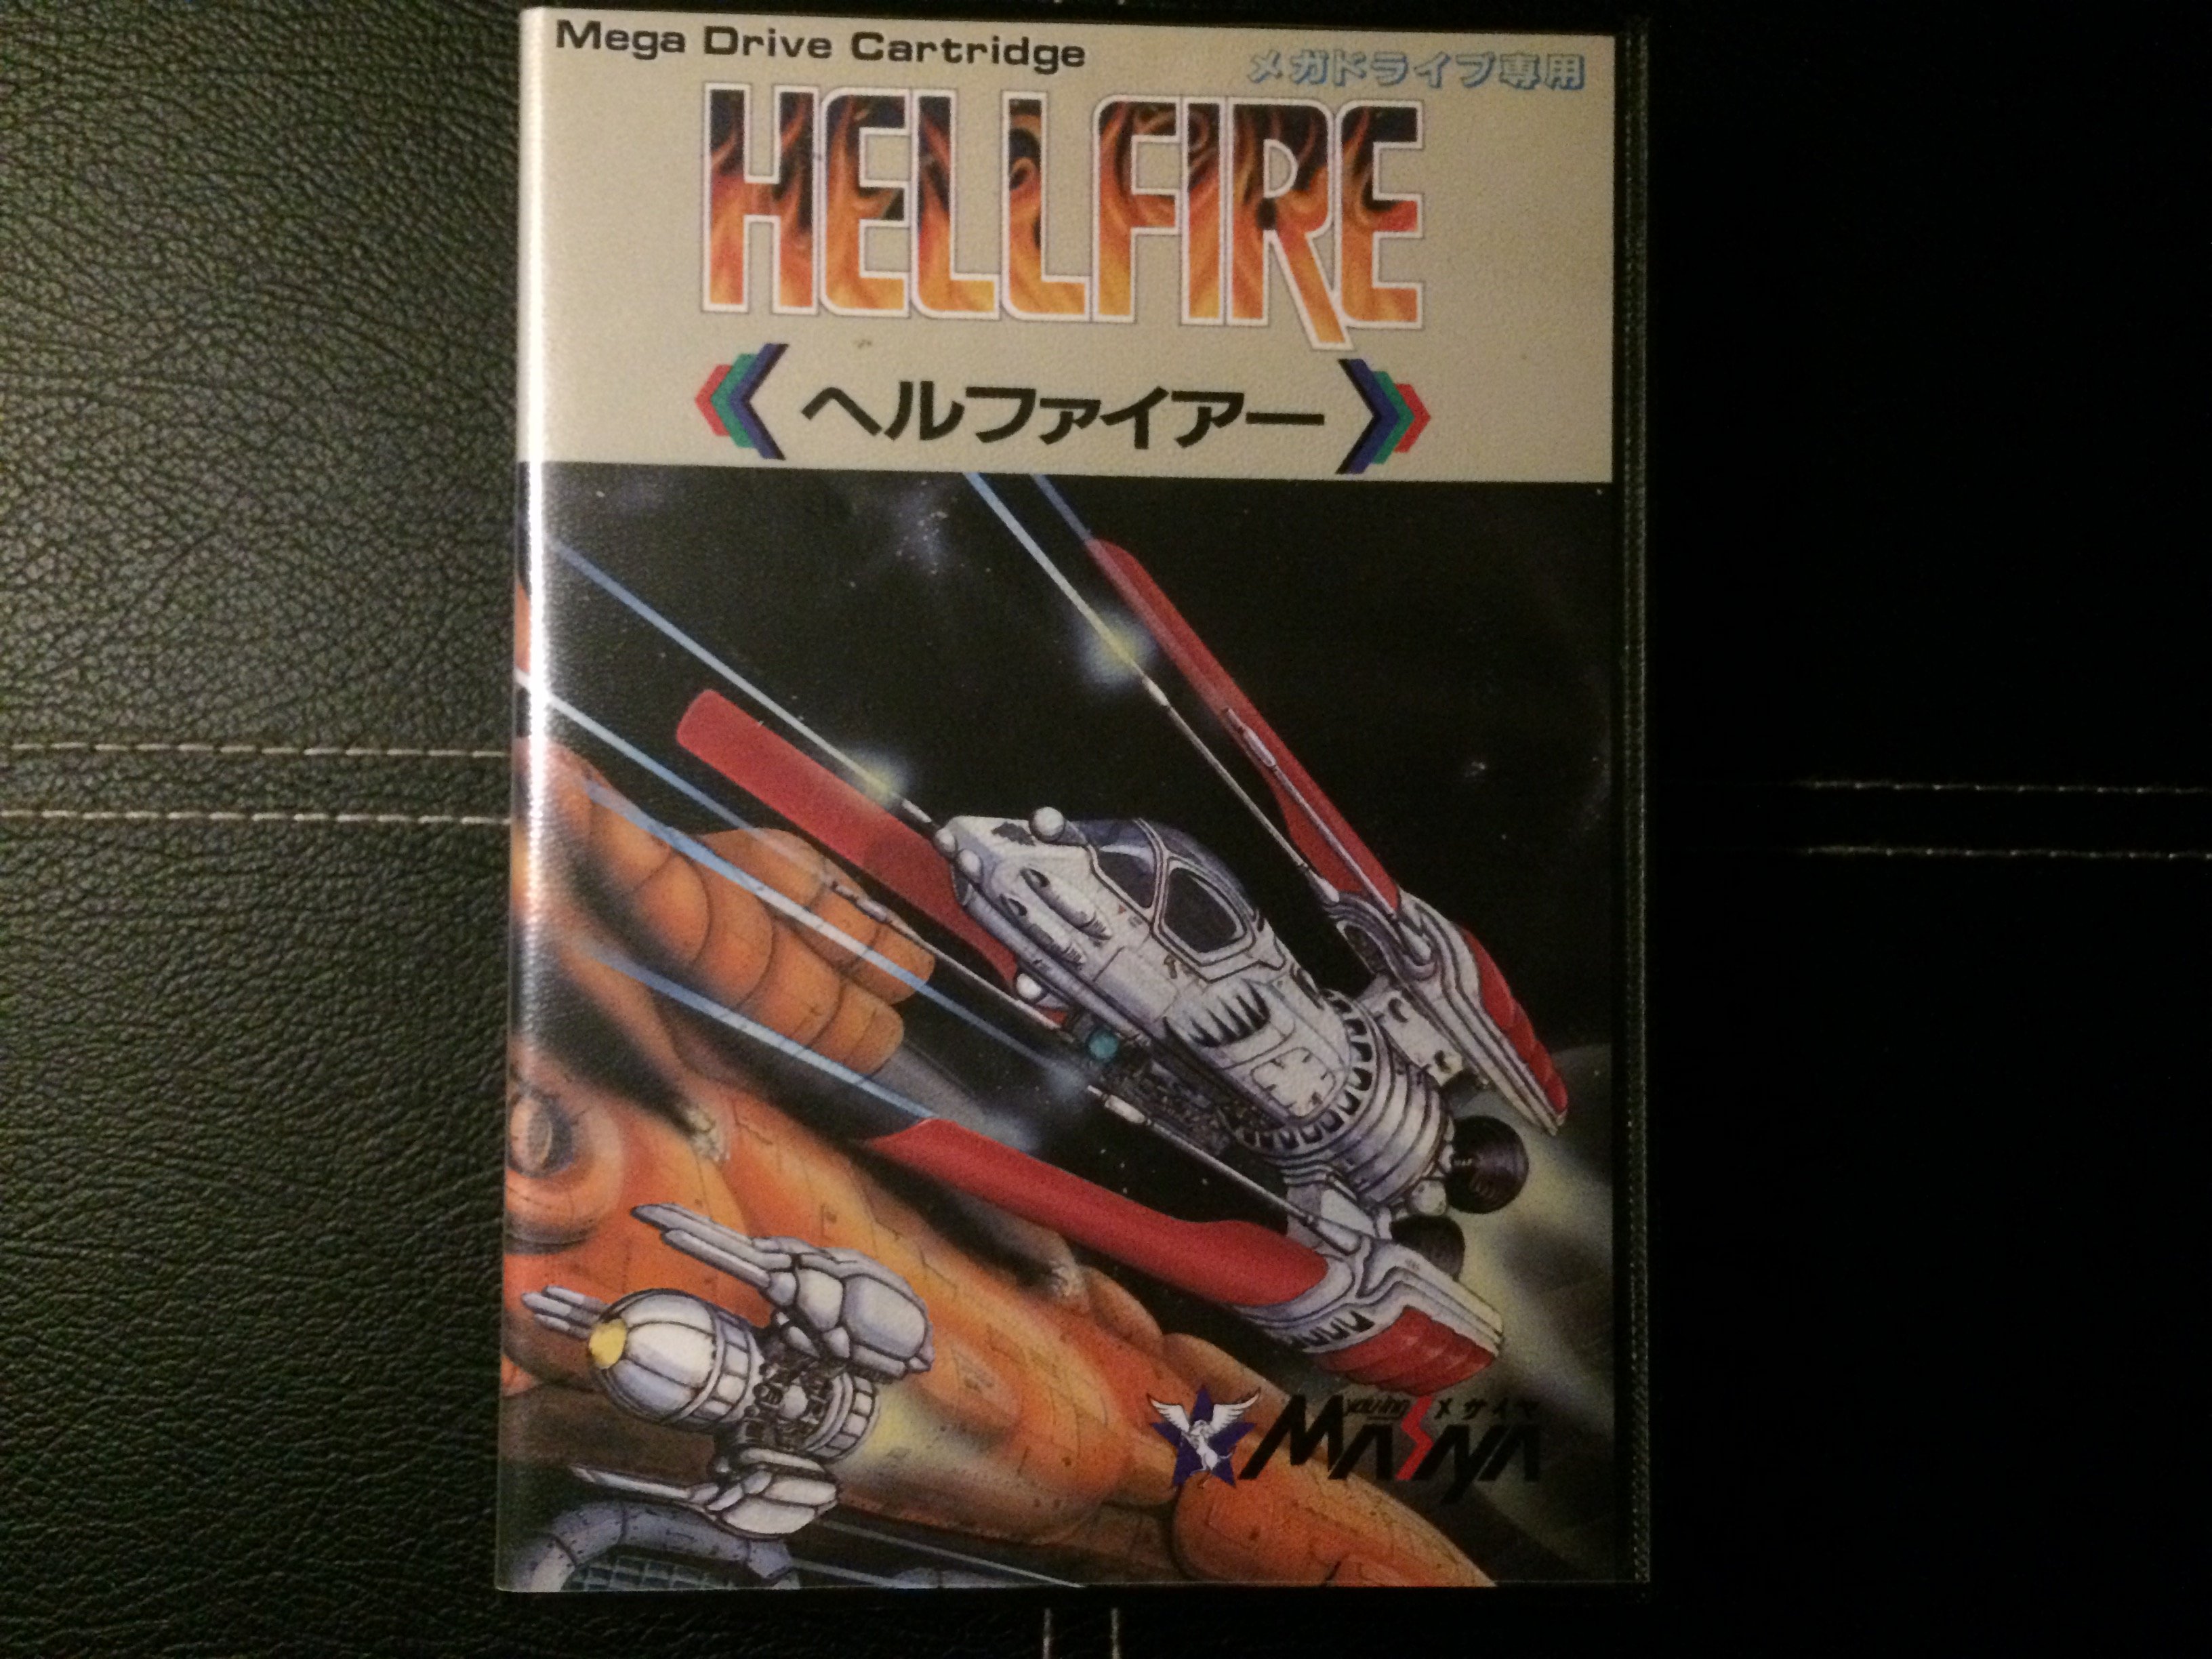 Mega Drive Cartridge
メガドライブ専用
HELLFIRE
ヘルファイアー
メサイヤ
MASAYA